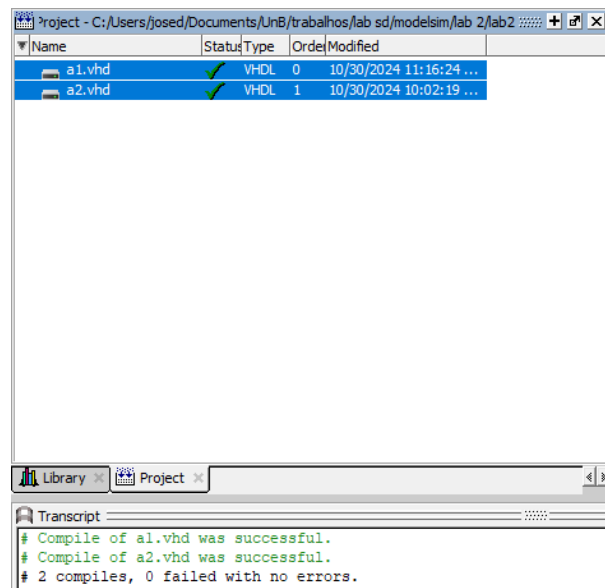 Project - C:/Users/josed/Documents/UnB/trabalhos/lab sd/modelsim/lab 2/lab2
Name Status Type Order Modified
a1.vhd VHDL 0 10/30/2024 11:16:24 ...
a2.vhd VHDL 1 10/30/2024 10:02:19 ...
Library Project
Transcript
# Compile of a1.vhd was successful.
# Compile of a2.vhd was successful.
# 2 compiles, 0 failed with no errors.